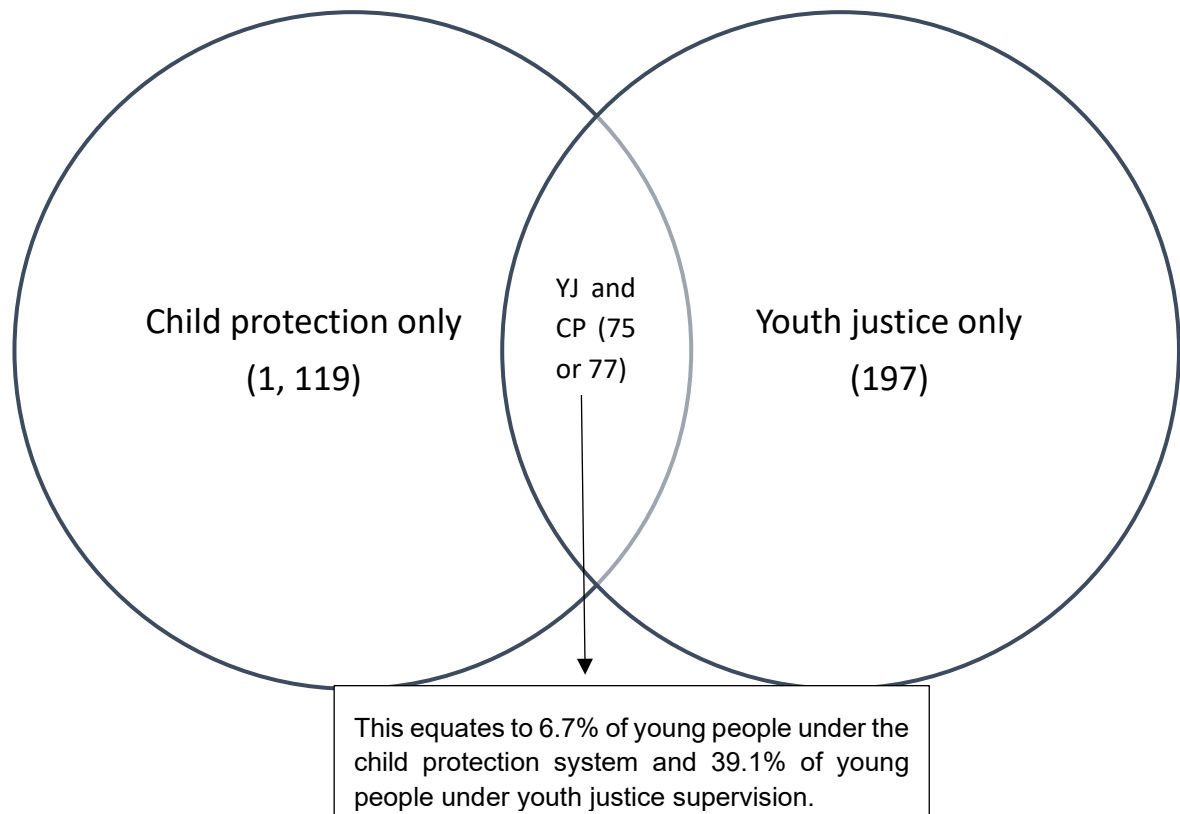 Child protection only
(1, 119)
YJ and
CP (75
or 77)
Youth justice only
(197)
This equates to 6.7% of young people under the
child protection system and 39.1% of young
people under youth justice supervision.